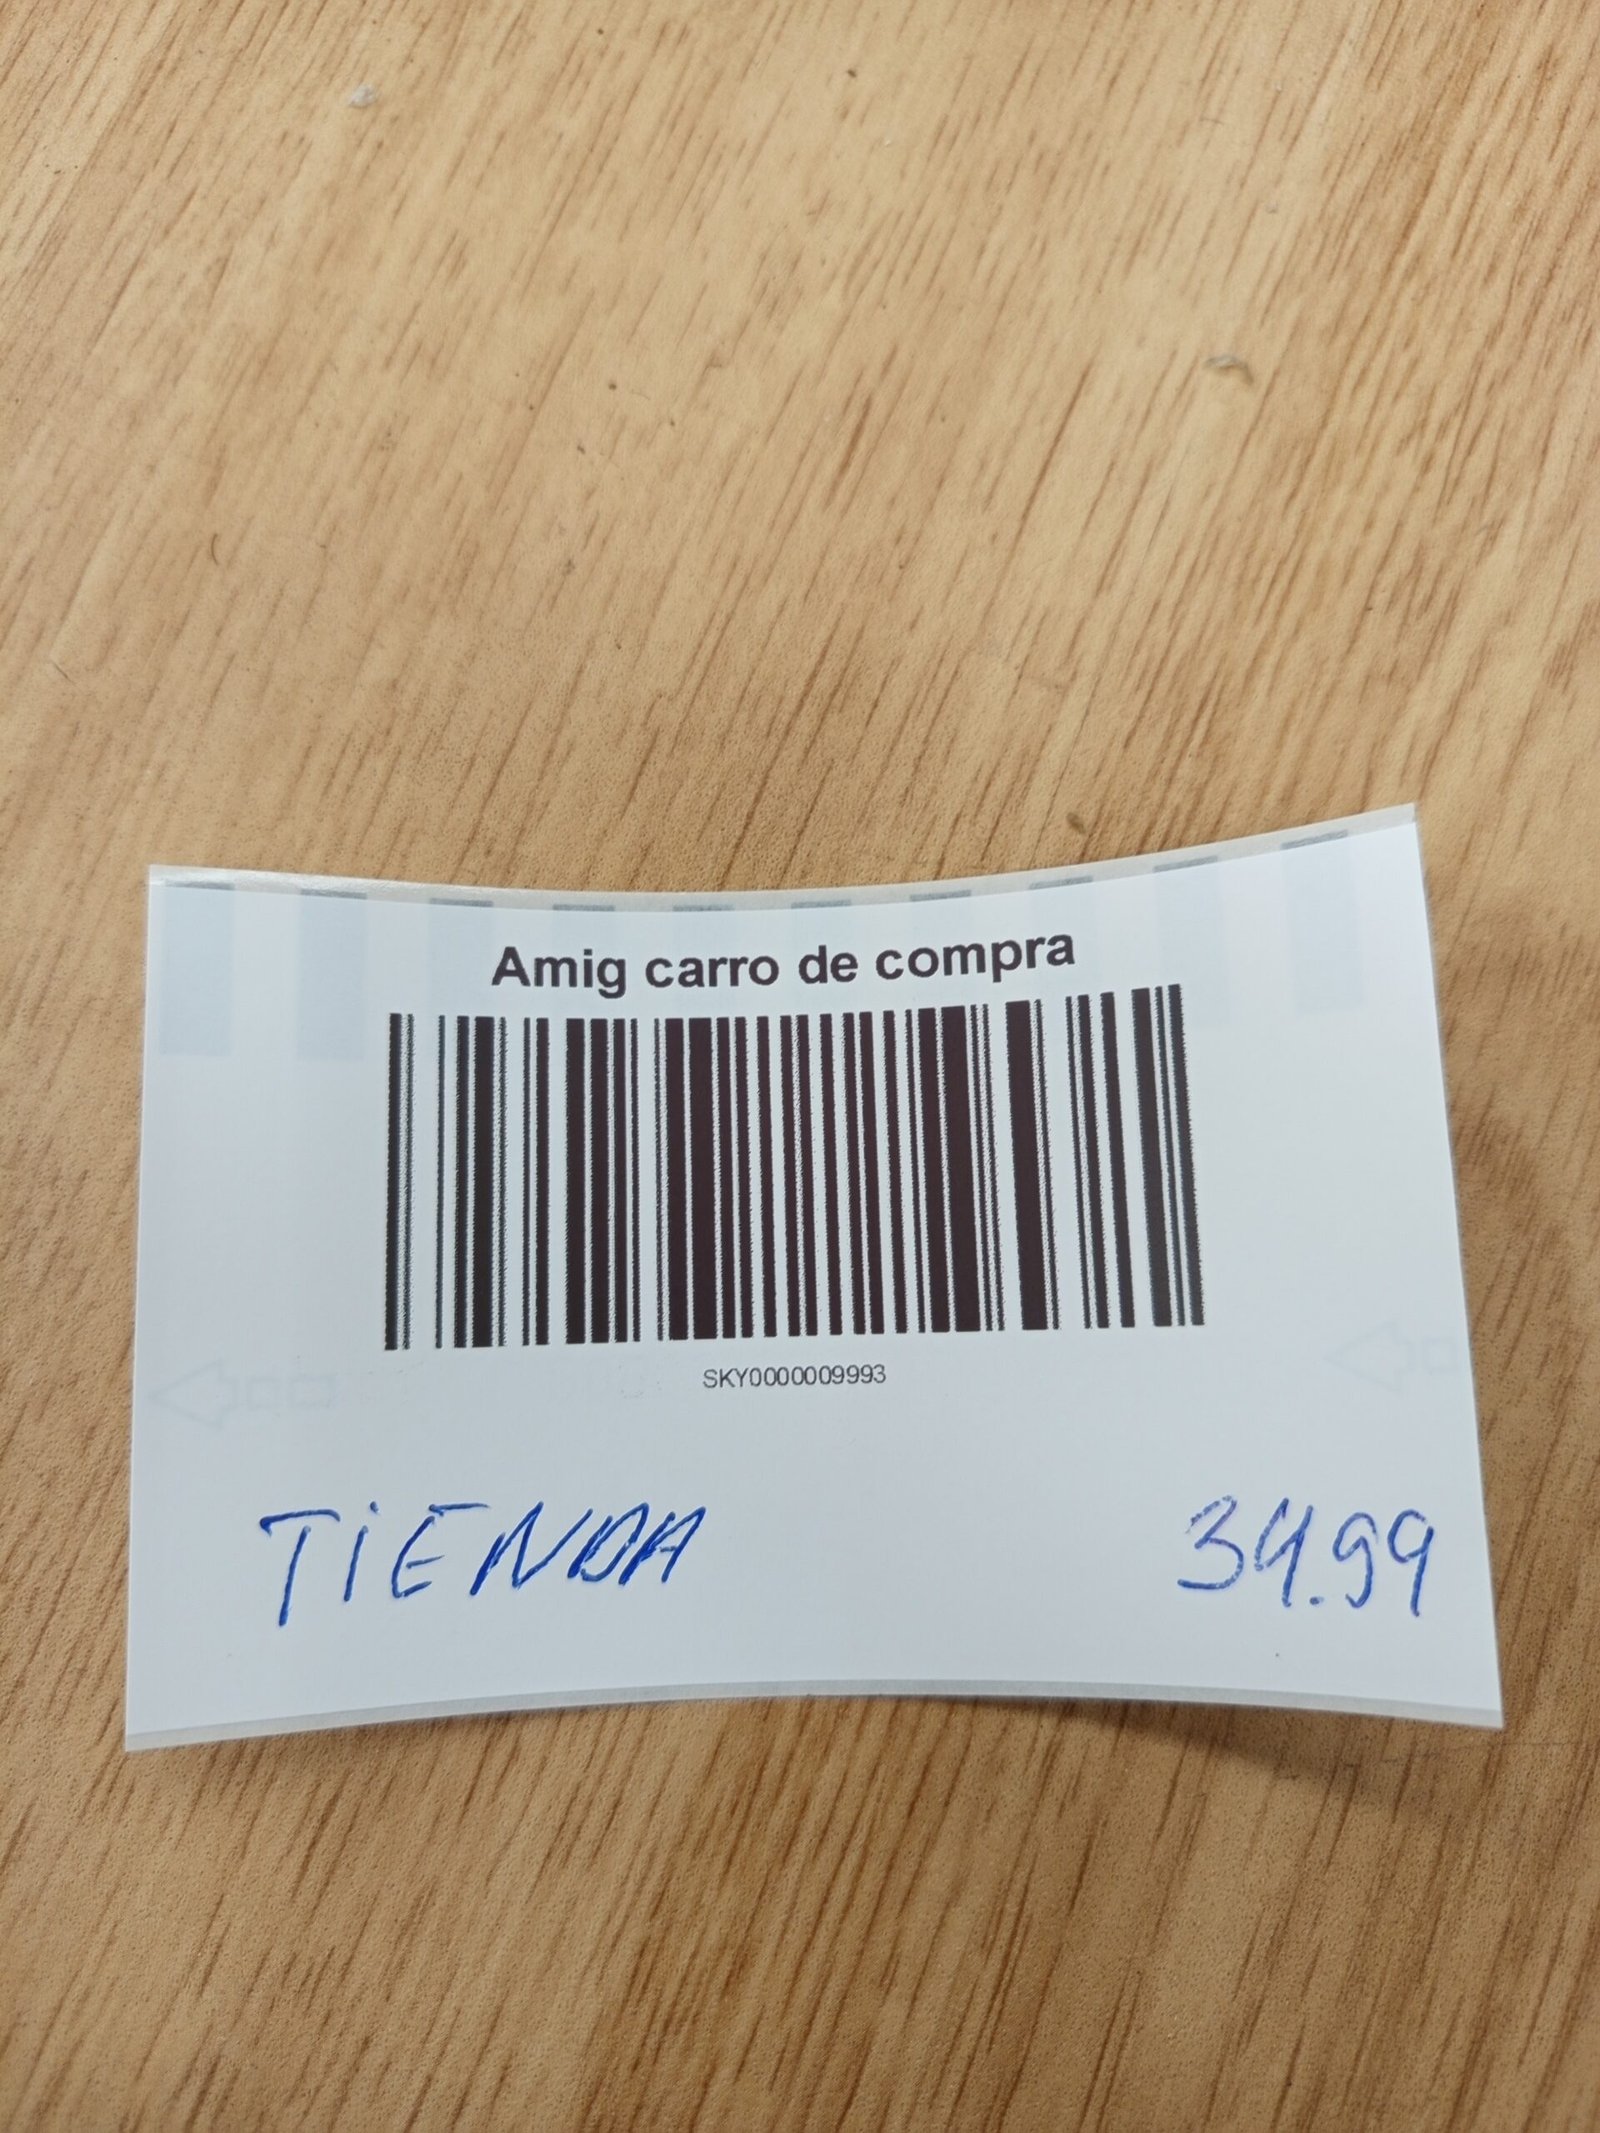 Amig carro de compra
SKY0000009993
TiENDA 34.99